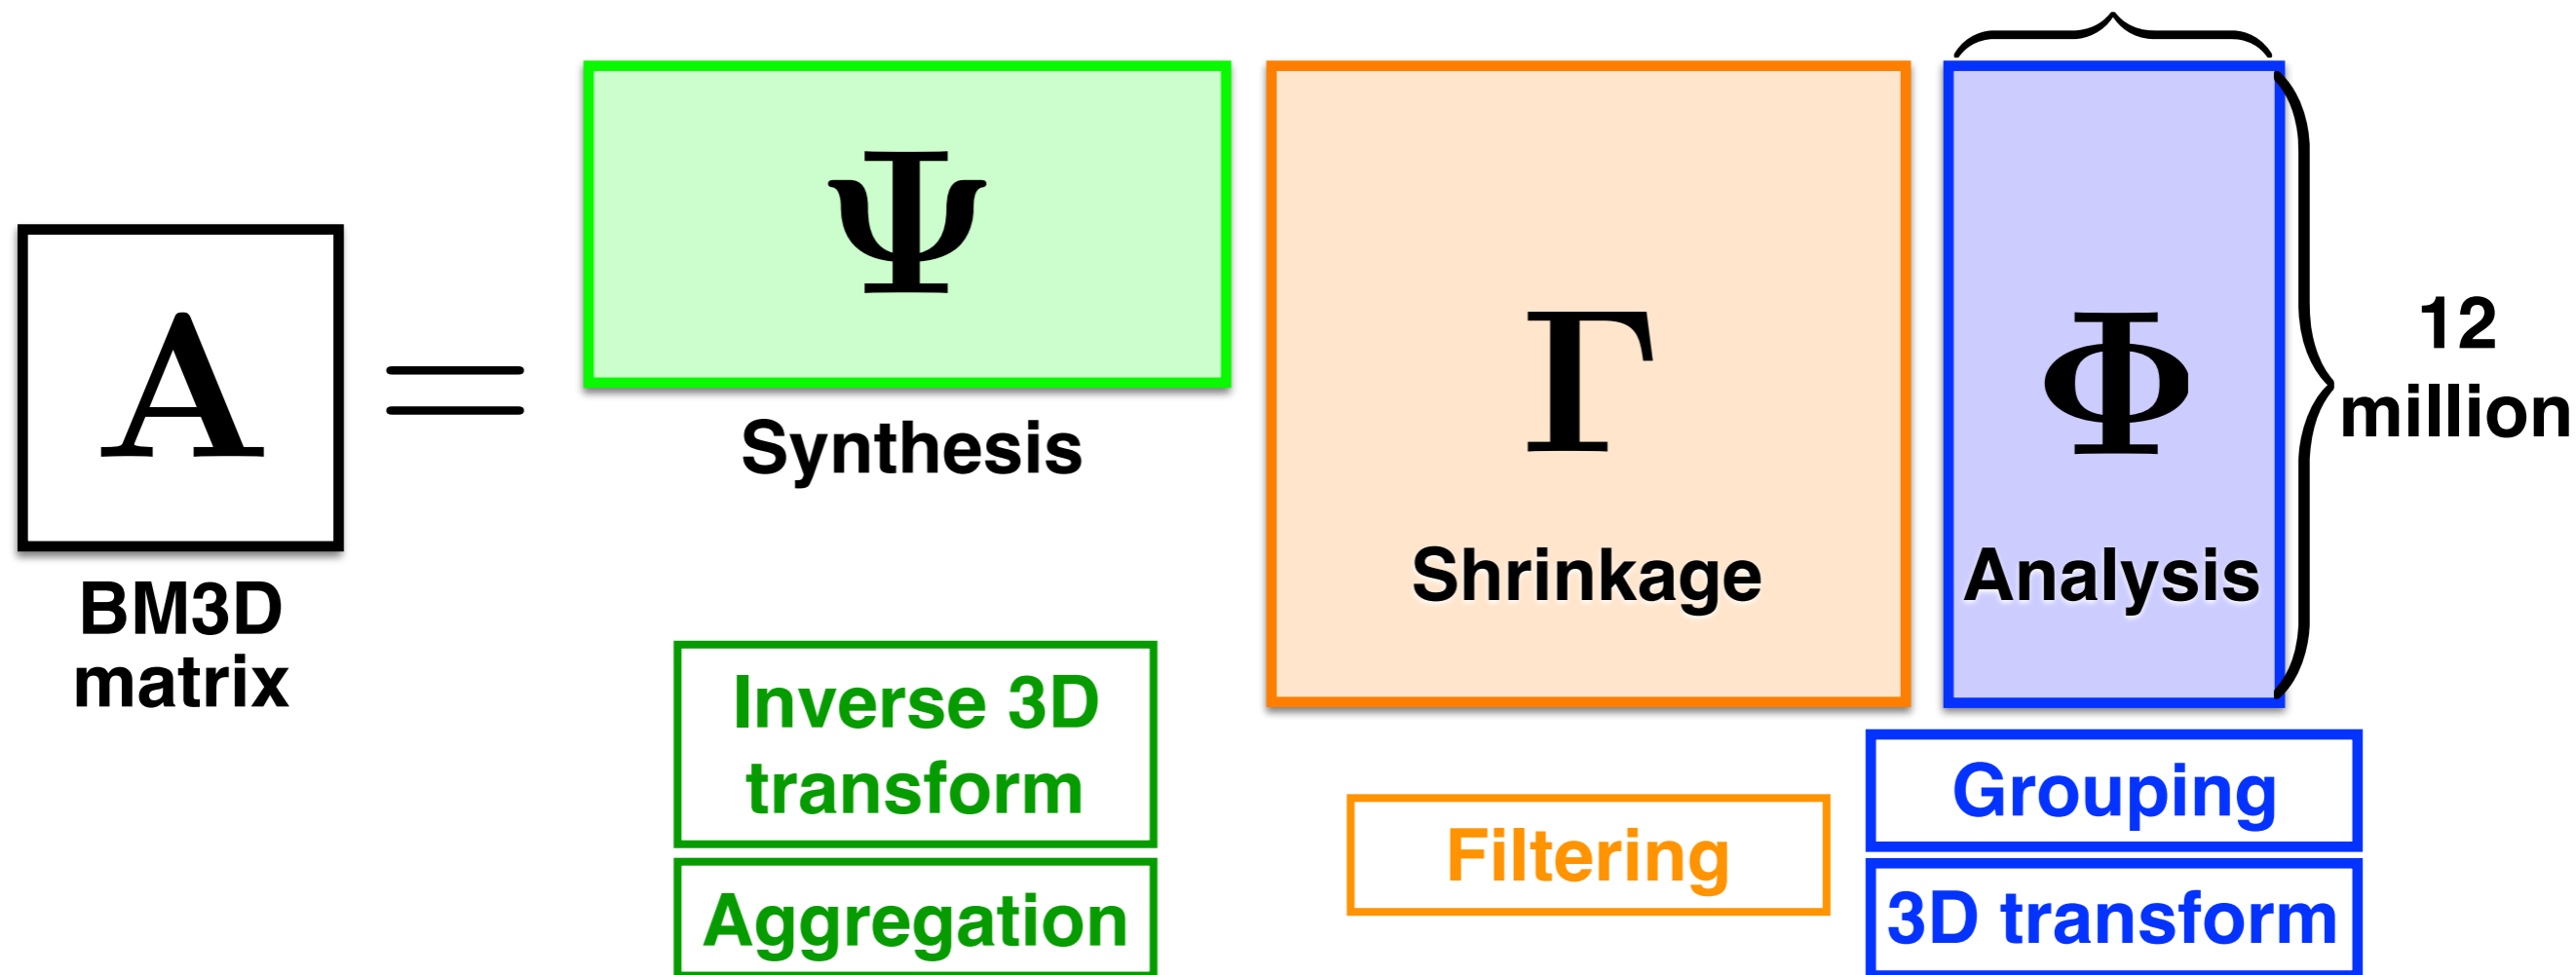 A
=
Ψ
Γ
Φ
12
million
Synthesis
Shrinkage
Analysis
BM3D
matrix
Inverse 3D
transform
Aggregation
Filtering
Grouping
3D transform